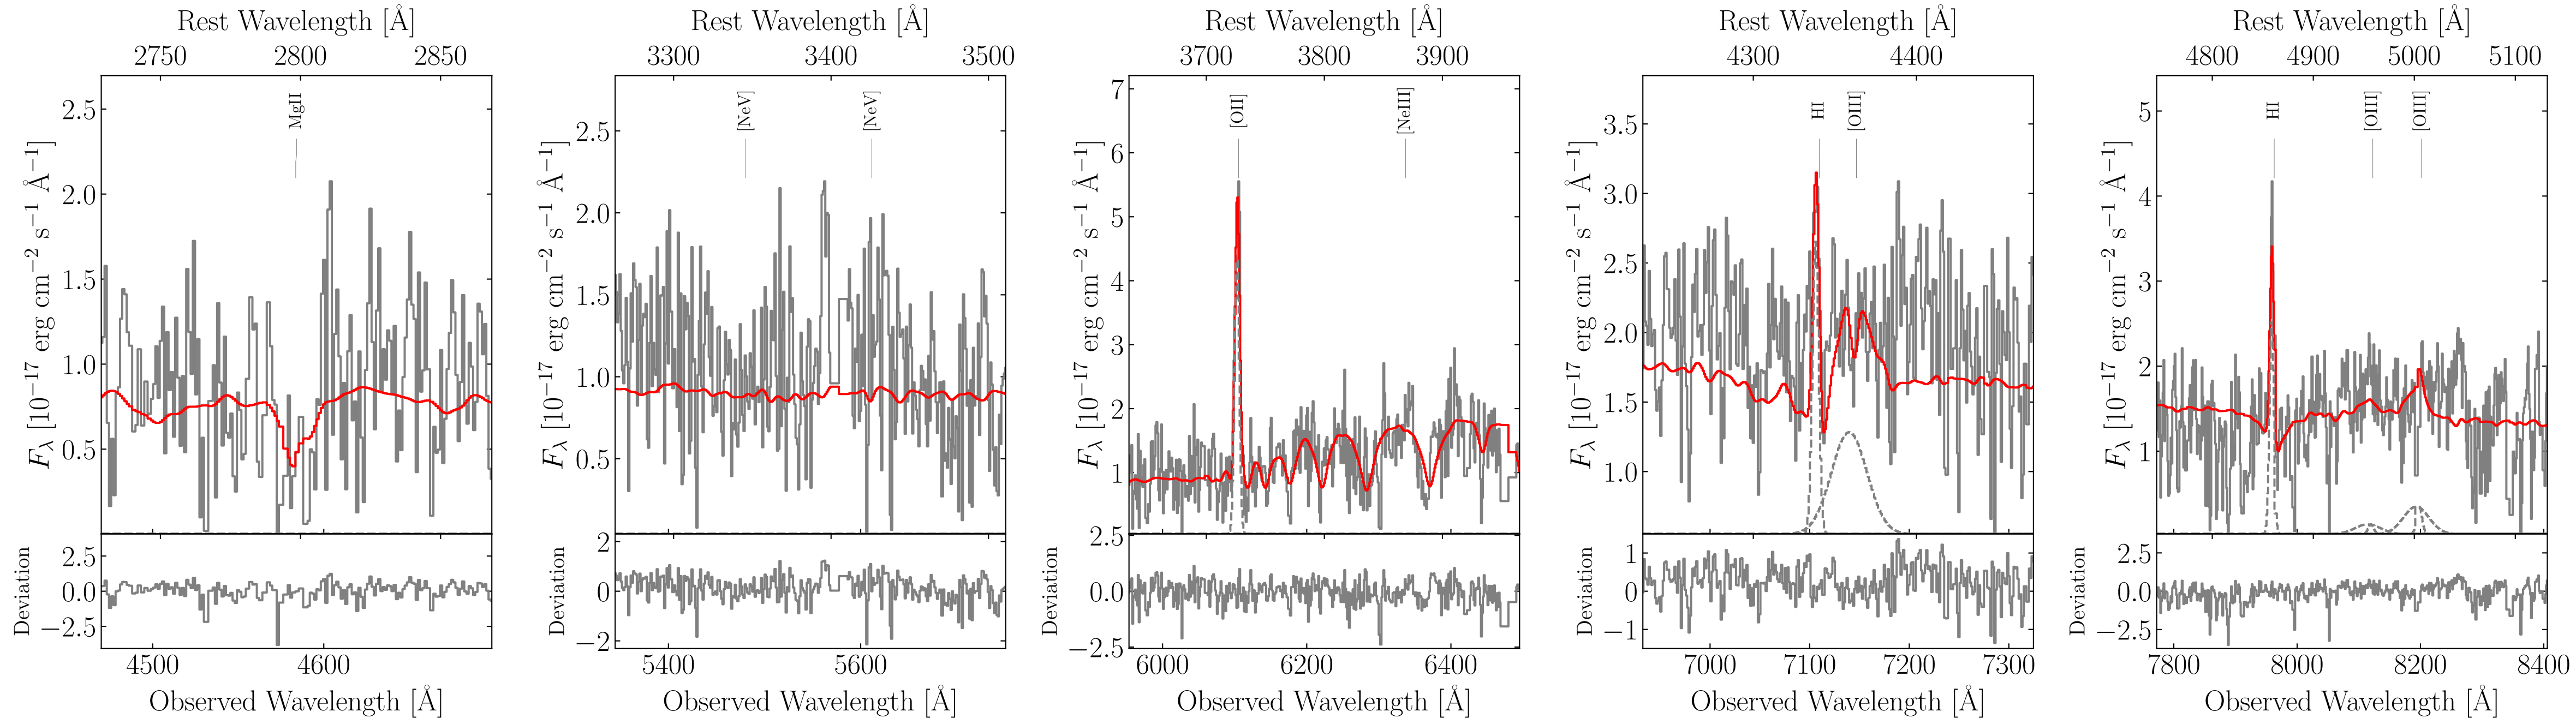 Rest Wavelength [Å]
Rest Wavelength [Å]
Rest Wavelength [Å]
Rest Wavelength [Å]
Rest Wavelength [Å]
2750 2800 2850
3300 3400 3500
3700 3800 3900
4300 4400
4800 4900 5000 5100
F_λ [10⁻¹⁷ erg cm⁻² s⁻¹ Å⁻¹]
2.5
2.0
1.5
1.0
0.5
MgII
Deviation
2.5
0.0
−2.5
4500 4600
Observed Wavelength [Å]
F_λ [10⁻¹⁷ erg cm⁻² s⁻¹ Å⁻¹]
2.5
2.0
1.5
1.0
0.5
[NeV]
[NeV]
Deviation
2
0
−2
5400 5600
Observed Wavelength [Å]
F_λ [10⁻¹⁷ erg cm⁻² s⁻¹ Å⁻¹]
7
6
5
4
3
2
1
[OII]
[NeIII]
Deviation
2.5
0.0
−2.5
6000 6200 6400
Observed Wavelength [Å]
F_λ [10⁻¹⁷ erg cm⁻² s⁻¹ Å⁻¹]
3.5
3.0
2.5
2.0
1.5
1.0
HI
[OIII]
Deviation
1
0
−1
7000 7100 7200 7300
Observed Wavelength [Å]
F_λ [10⁻¹⁷ erg cm⁻² s⁻¹ Å⁻¹]
5
4
3
2
1
HI
[OIII]
[OIII]
Deviation
2.5
0.0
−2.5
7800 8000 8200 8400
Observed Wavelength [Å]